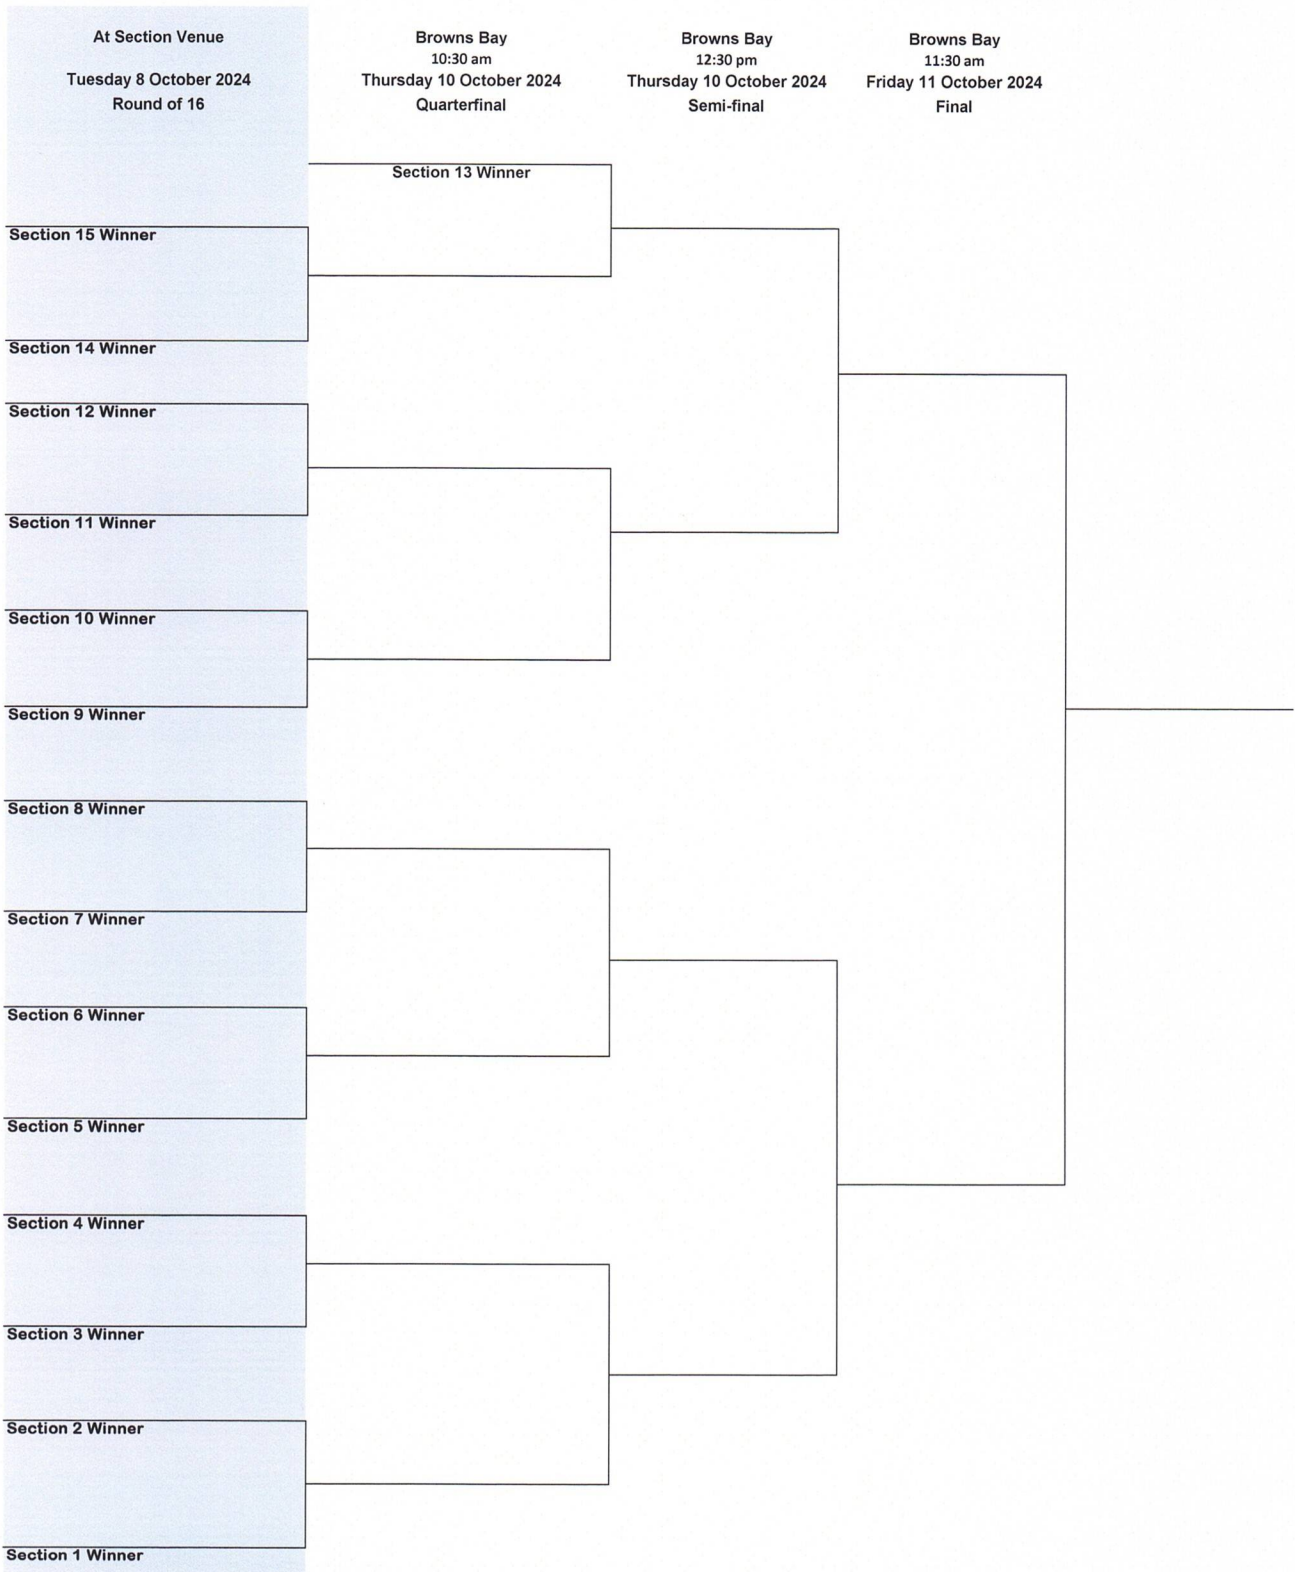 At Section Venue
Tuesday 8 October 2024
Round of 16
Browns Bay
10:30 am
Thursday 10 October 2024
Quarterfinal
Browns Bay
12:30 pm
Thursday 10 October 2024
Semi-final
Browns Bay
11:30 am
Friday 11 October 2024
Final
Section 13 Winner
Section 15 Winner
Section 14 Winner
Section 12 Winner
Section 11 Winner
Section 10 Winner
Section 9 Winner
Section 8 Winner
Section 7 Winner
Section 6 Winner
Section 5 Winner
Section 4 Winner
Section 3 Winner
Section 2 Winner
Section 1 Winner